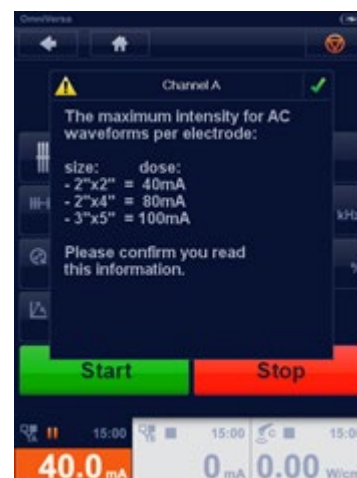 OmniVersa
Channel A
The maximum intensity for AC
waveforms per electrode:
size: dose:
- 2"x2" = 40mA
- 2"x4" = 80mA
- 3"x5" = 100mA
Please confirm you read
this information.
kHz
Start Stop
15:00 15:00 15:00
40.0 mA 0 mA 0.00 W/cm